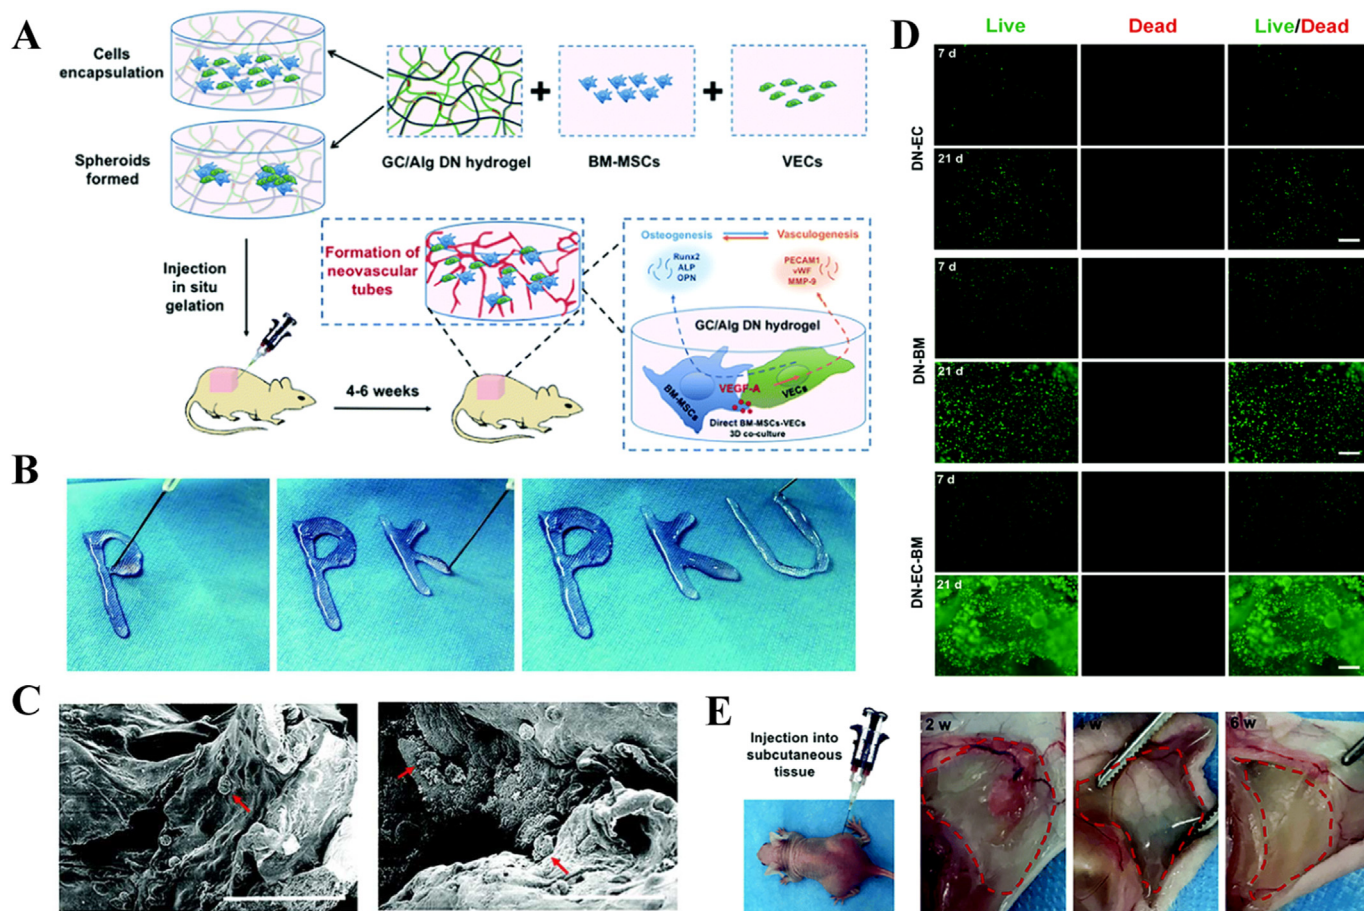 A
Cells
encapsulation
Spheroids
formed
GC/Alg DN hydrogel
BM-MSCs
VECs
Injection
in situ
gelation
4-6 weeks
Formation of
neovascular
tubes
Osteogenesis
Vasculogenesis
Runx2
ALP
OPN
PECAM1
vWF
MMP-9
GC/Alg DN hydrogel
BM-MSCs
VEGF-A
VECs
Direct BM-MSCs-VECs
3D co-culture
B
P
P K
P K U
C
D
Live
Dead
Live/Dead
DN-EC
7 d
21 d
DN-BM
7 d
21 d
DN-EC-BM
7 d
21 d
E
Injection into
subcutaneous
tissue
2 w
6 w